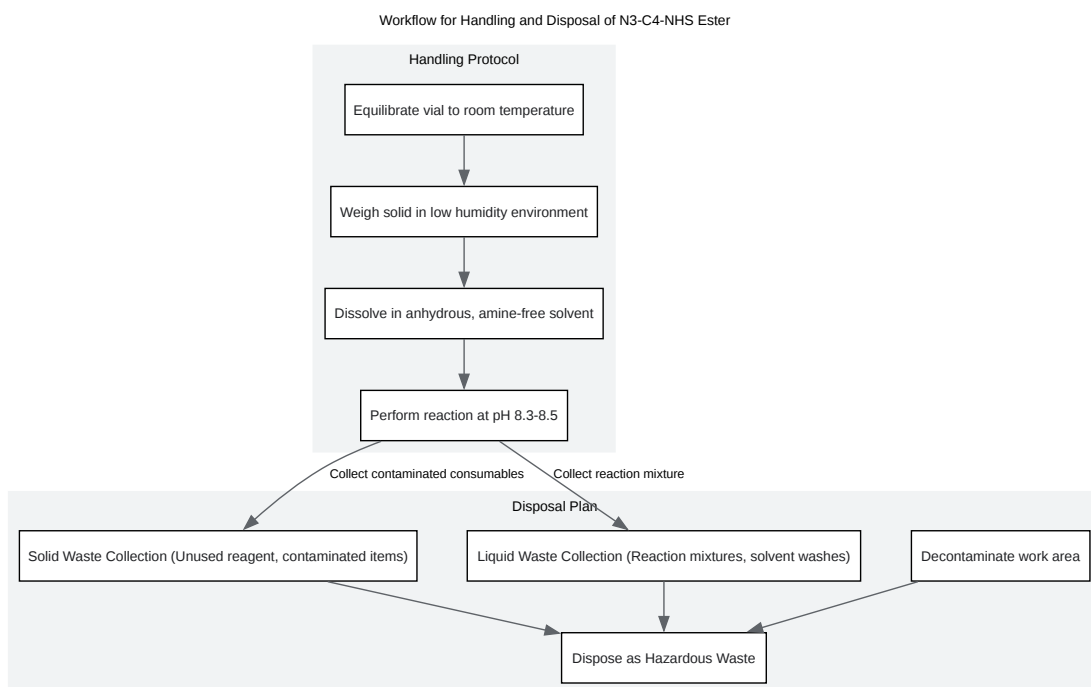 Workflow for Handling and Disposal of N3-C4-NHS Ester
Handling Protocol
Equilibrate vial to room temperature
Weigh solid in low humidity environment
Dissolve in anhydrous, amine-free solvent
Perform reaction at pH 8.3-8.5
Collect contaminated consumables
Collect reaction mixture
Disposal Plan
Solid Waste Collection (Unused reagent, contaminated items)
Liquid Waste Collection (Reaction mixtures, solvent washes)
Decontaminate work area
Dispose as Hazardous Waste